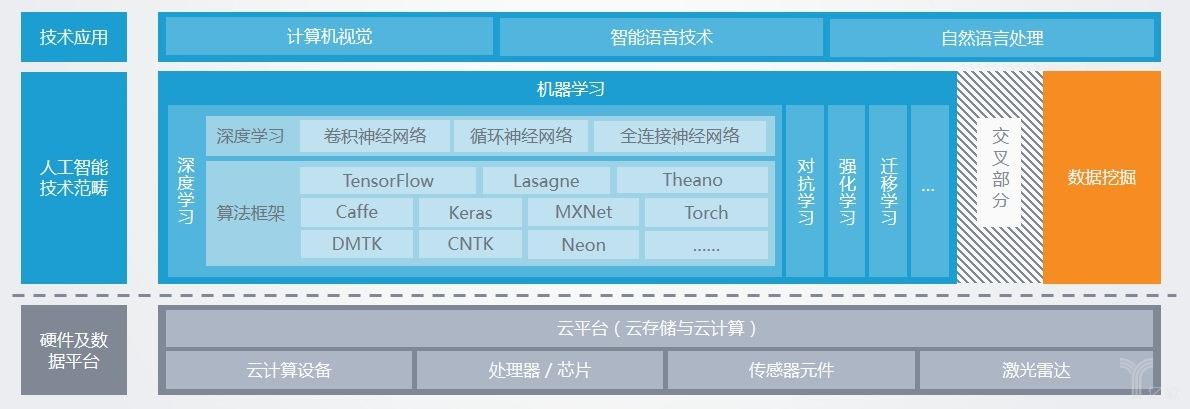 技术应用
计算机视觉
智能语音技术
自然语言处理
人工智能
技术范畴
机器学习
深度学习
深度学习
卷积神经网络
循环神经网络
全连接神经网络
算法框架
TensorFlow
Lasagne
Theano
Caffe
Keras
MXNet
Torch
DMTK
CNTK
Neon
......
对抗学习
强化学习
迁移学习
...
交叉部分
数据挖掘
硬件及数
据平台
云平台（云存储与云计算）
云计算设备
处理器 / 芯片
传感器元件
激光雷达